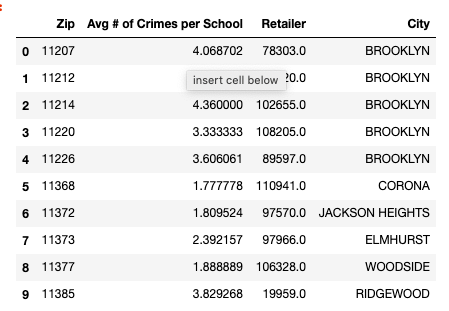 Zip Avg # of Crimes per School Retailer City
0 11207 4.068702 78303.0 BROOKLYN
1 11212 20.0 BROOKLYN
insert cell below
2 11214 4.360000 102655.0 BROOKLYN
3 11220 3.333333 108205.0 BROOKLYN
4 11226 3.606061 89597.0 BROOKLYN
5 11368 1.777778 110941.0 CORONA
6 11372 1.809524 97570.0 JACKSON HEIGHTS
7 11373 2.392157 97966.0 ELMHURST
8 11377 1.888889 106328.0 WOODSIDE
9 11385 3.829268 19959.0 RIDGEWOOD